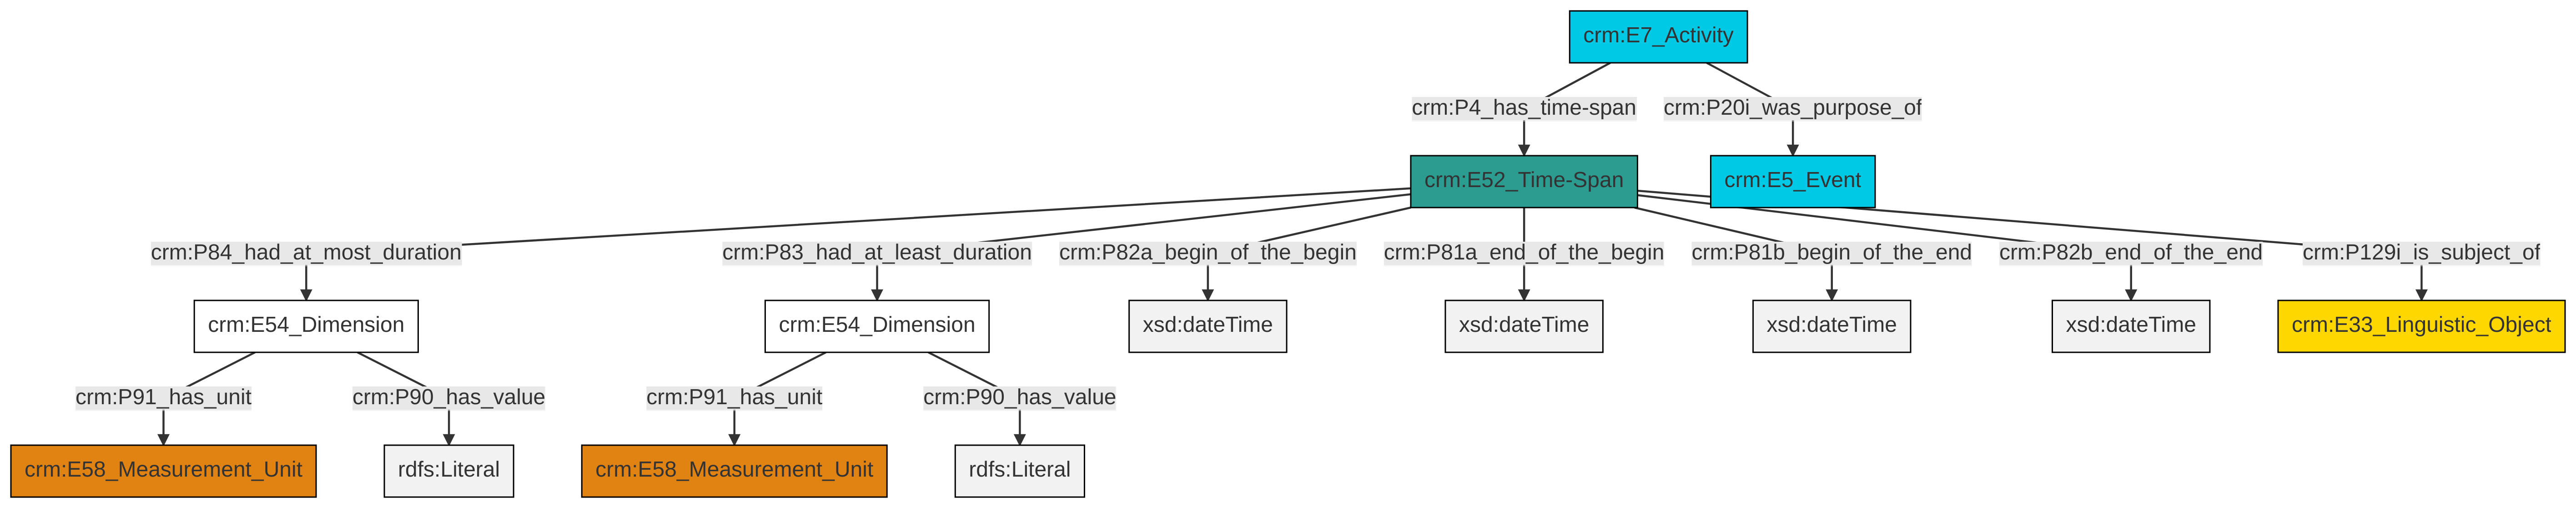 crm:E7_Activity
crm:P4_has_time-span
crm:P20i_was_purpose_of
crm:E52_Time-Span
crm:E5_Event
crm:P84_had_at_most_duration
crm:P83_had_at_least_duration
crm:P82a_begin_of_the_begin
crm:P81a_end_of_the_begin
crm:P81b_begin_of_the_end
crm:P82b_end_of_the_end
crm:P129i_is_subject_of
crm:E54_Dimension
crm:E54_Dimension
xsd:dateTime
xsd:dateTime
xsd:dateTime
xsd:dateTime
crm:E33_Linguistic_Object
crm:P91_has_unit
crm:P90_has_value
crm:P91_has_unit
crm:P90_has_value
crm:E58_Measurement_Unit
rdfs:Literal
crm:E58_Measurement_Unit
rdfs:Literal